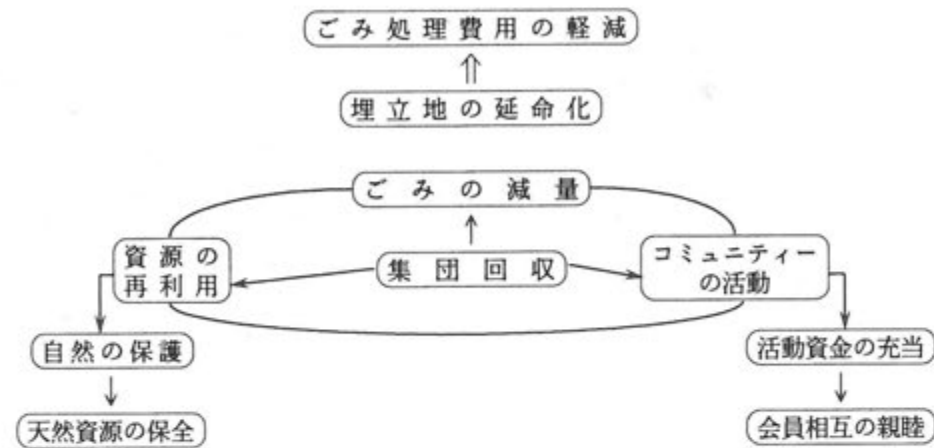 ごみ処理費用の軽減
埋立地の延命化
ごみの減量
資源の
再利用
集団回収
コミュニティー
の活動
自然の保護
活動資金の充当
天然資源の保全
会員相互の親睦